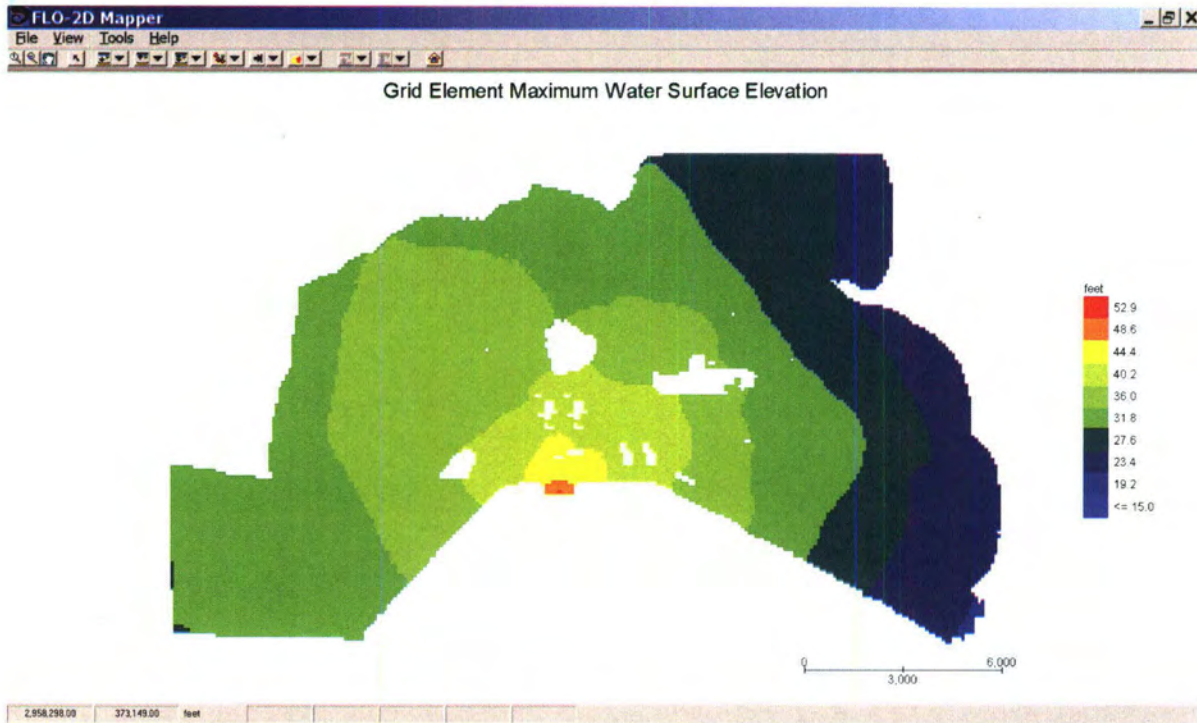 FLO-2D Mapper
File View Tools Help
Grid Element Maximum Water Surface Elevation
feet
52.9
48.6
44.4
40.2
36.0
31.8
27.6
23.4
19.2
<= 15.0
0 6,000
3,000
2,958,298.00 373,149.00 feet